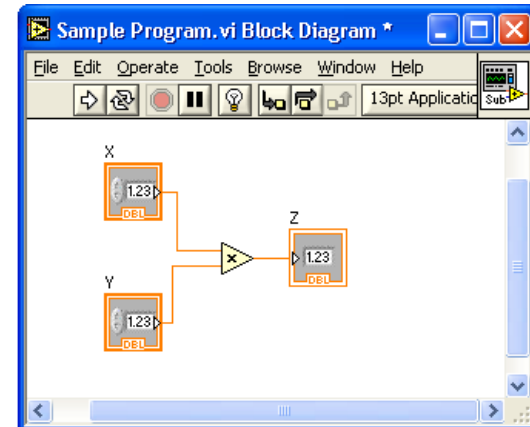 Sample Program.vi Block Diagram *
File Edit Operate Tools Browse Window Help
13pt Applicatic
Sub
X
1.23
DBL
Z
1.23
DBL
Y
1.23
DBL